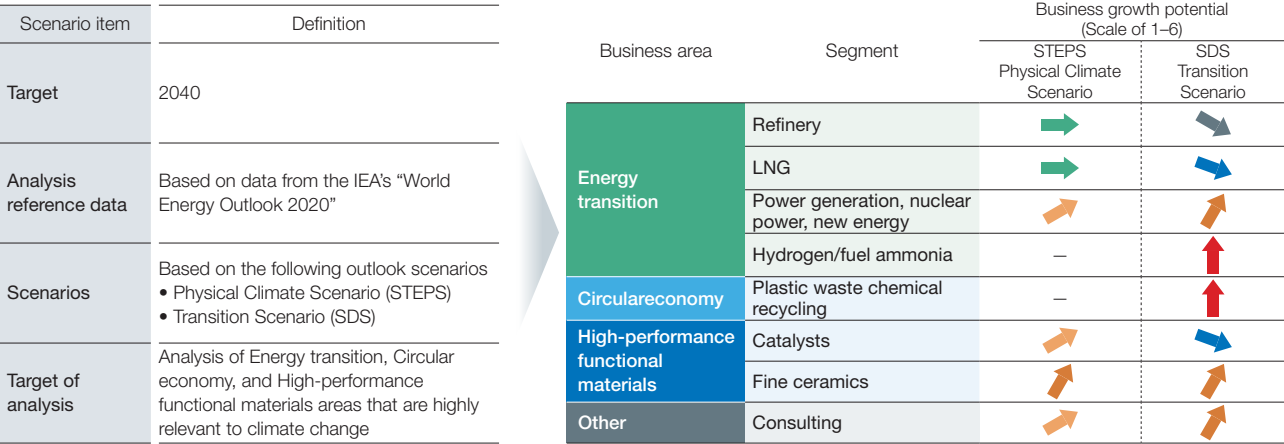 Scenario item
Definition
Target
2040
Analysis
reference data
Based on data from the IEA's “World
Energy Outlook 2020”
Scenarios
Based on the following outlook scenarios
• Physical Climate Scenario (STEPS)
• Transition Scenario (SDS)
Target of
analysis
Analysis of Energy transition, Circular
economy, and High-performance
functional materials areas that are highly
relevant to climate change
Business area
Segment
Business growth potential
(Scale of 1–6)
STEPS
Physical Climate
Scenario
SDS
Transition
Scenario
Energy
transition
Refinery
LNG
Power generation, nuclear
power, new energy
Hydrogen/fuel ammonia
–
Circulareconomy
Plastic waste chemical
recycling
–
High-performance
functional
materials
Catalysts
Fine ceramics
Other
Consulting